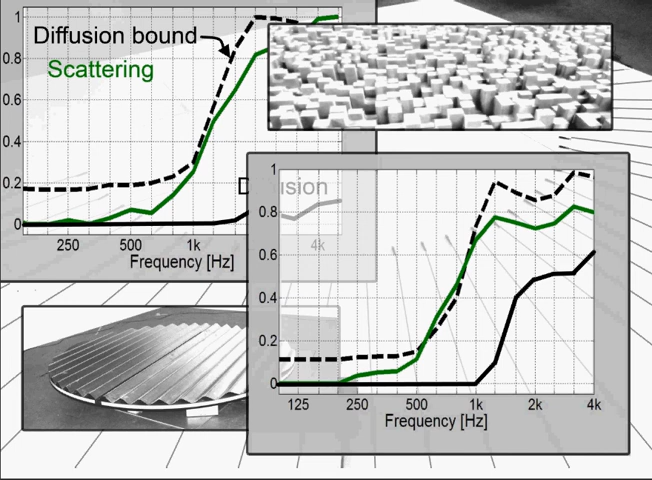 1
Diffusion bound
0.8
Scattering
0.6
0.4
0.2
0
250 500 1k 4k
Frequency [Hz]
1
0.8
0.6
0.4
0.2
0
125 250 500 1k 2k 4k
Frequency [Hz]